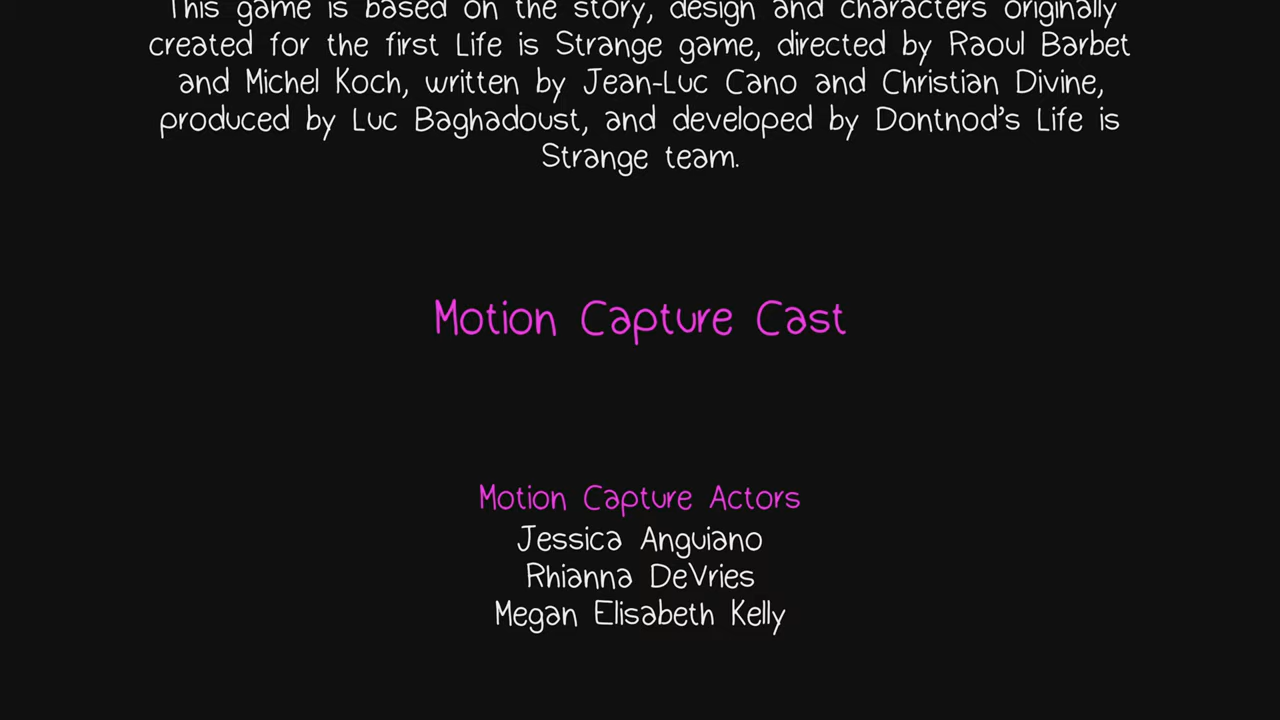 This game is based on the story, design and characters originally
created for the first Life is Strange game, directed by Raoul Barbet
and Michel Koch, written by Jean-Luc Cano and Christian Divine,
produced by Luc Baghadoust, and developed by Dontnod's Life is
Strange team.
Motion Capture Cast
Motion Capture Actors
Jessica Anguiano
Rhianna DeVries
Megan Elisabeth Kelly